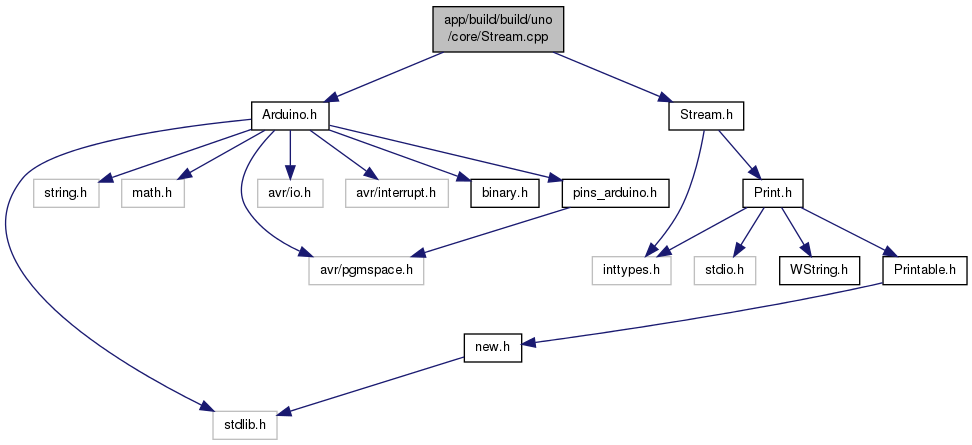 app/build/build/uno
/core/Stream.cpp
Arduino.h
Stream.h
string.h
math.h
avr/io.h
avr/interrupt.h
binary.h
pins_arduino.h
Print.h
avr/pgmspace.h
inttypes.h
stdio.h
WString.h
Printable.h
new.h
stdlib.h